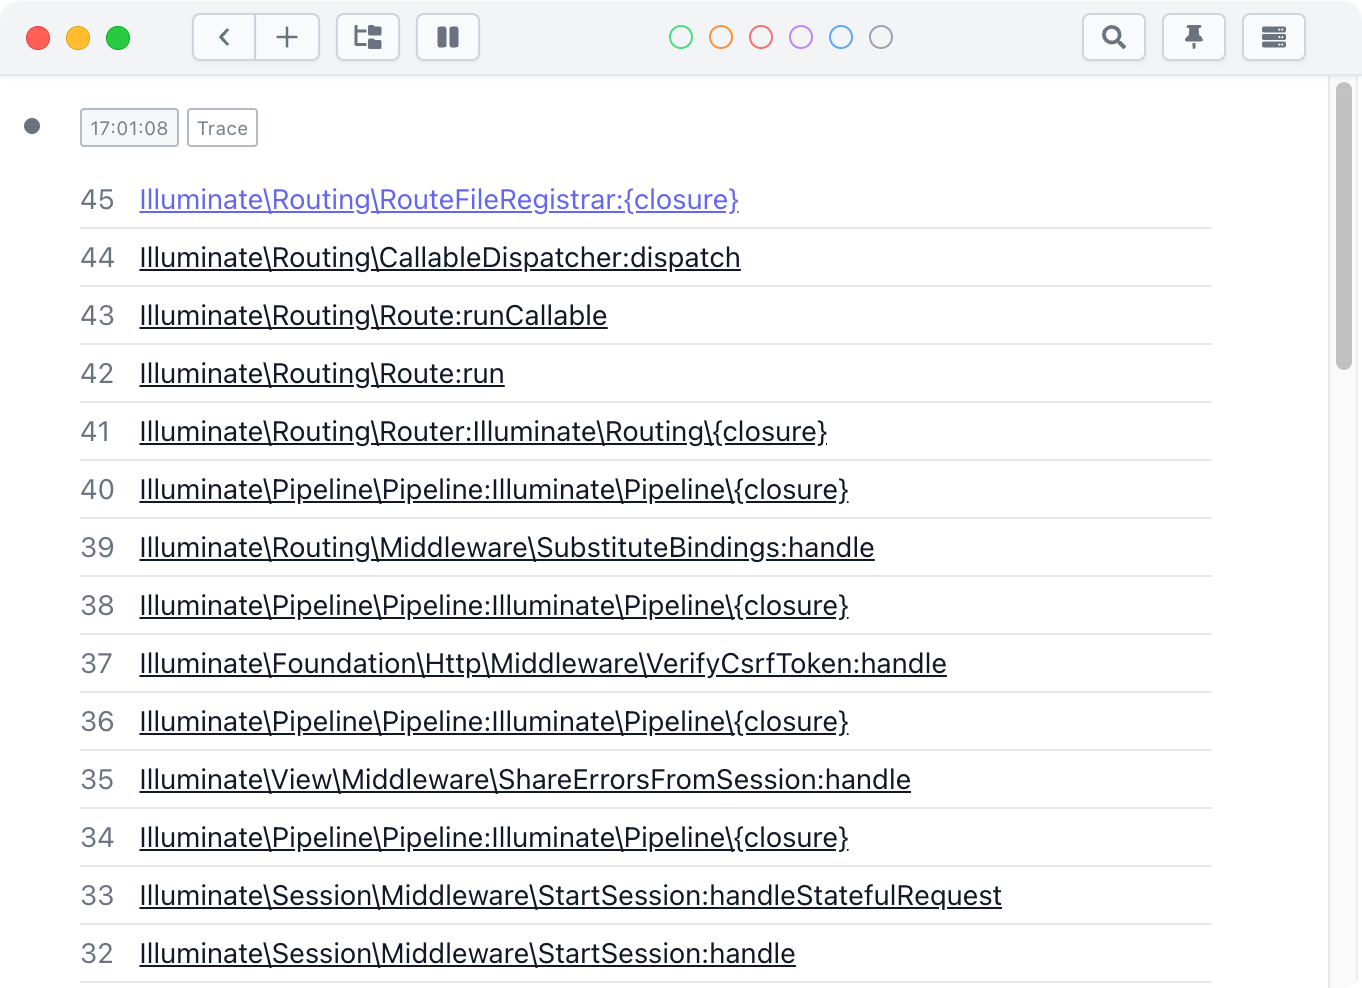 17:01:08 Trace
45 Illuminate\Routing\RouteFileRegistrar:{closure}
44 Illuminate\Routing\CallableDispatcher:dispatch
43 Illuminate\Routing\Route:runCallable
42 Illuminate\Routing\Route:run
41 Illuminate\Routing\Router:Illuminate\Routing\{closure}
40 Illuminate\Pipeline\Pipeline:Illuminate\Pipeline\{closure}
39 Illuminate\Routing\Middleware\SubstituteBindings:handle
38 Illuminate\Pipeline\Pipeline:Illuminate\Pipeline\{closure}
37 Illuminate\Foundation\Http\Middleware\VerifyCsrfToken:handle
36 Illuminate\Pipeline\Pipeline:Illuminate\Pipeline\{closure}
35 Illuminate\View\Middleware\ShareErrorsFromSession:handle
34 Illuminate\Pipeline\Pipeline:Illuminate\Pipeline\{closure}
33 Illuminate\Session\Middleware\StartSession:handleStatefulRequest
32 Illuminate\Session\Middleware\StartSession:handle